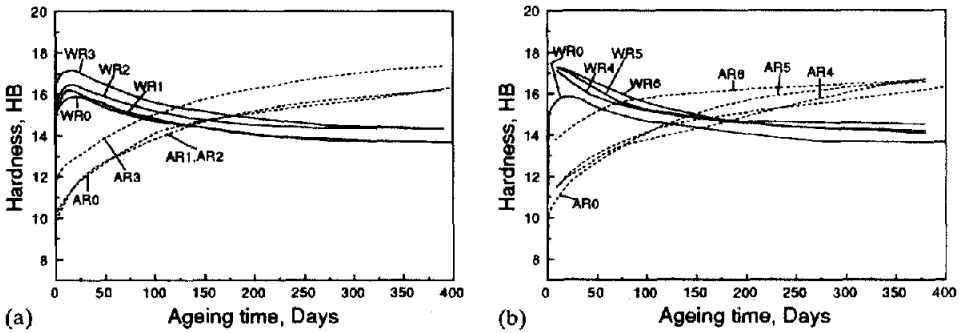 20
18
16
14
12
10
8
Hardness, HB
WR3
WR2
WR1
WR0
AR1,AR2
AR3
AR0
0 50 100 150 200 250 300 350 400
Ageing time, Days
(a)
20
18
16
14
12
10
8
Hardness, HB
WR0
WR5
WR4
WR6
AR6
AR5
AR4
AR0
0 50 100 150 200 250 300 350 400
Ageing time, Days
(b)